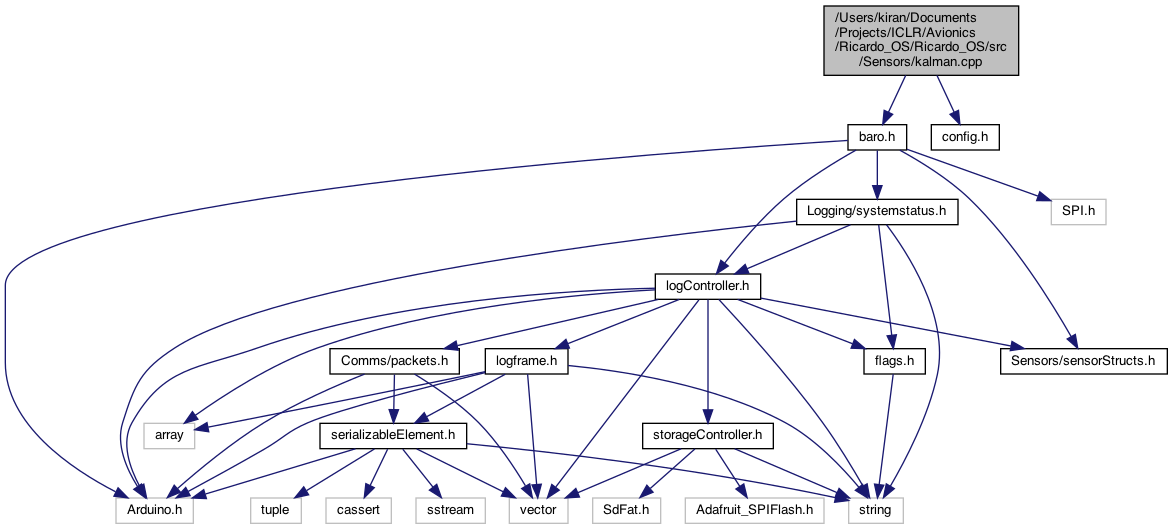 /Users/kiran/Documents
/Projects/ICLR/Avionics
/Ricardo_OS/Ricardo_OS/src
/Sensors/kalman.cpp
baro.h
config.h
Logging/systemstatus.h
SPI.h
logController.h
Comms/packets.h
logframe.h
flags.h
Sensors/sensorStructs.h
array
serializableElement.h
storageController.h
Arduino.h
tuple
cassert
sstream
vector
SdFat.h
Adafruit_SPIFlash.h
string